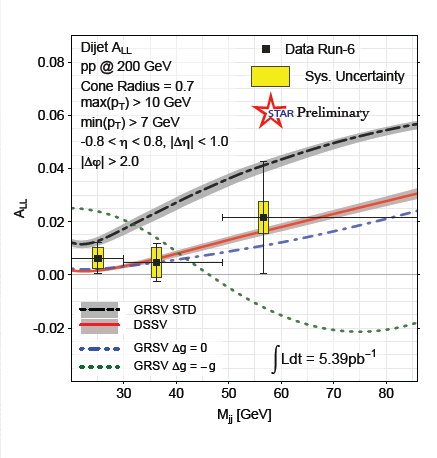 Dijet A_LL
pp @ 200 GeV
Cone Radius = 0.7
max(p_T) > 10 GeV
min(p_T) > 7 GeV
-0.8 < η < 0.8, |Δη| < 1.0
|Δφ| > 2.0
Data Run-6
Sys. Uncertainty
STAR Preliminary
A_LL
0.08
0.06
0.04
0.02
0.00
-0.02
GRSV STD
DSSV
GRSV Δg = 0
GRSV Δg = -g
∫Ldt = 5.39pb⁻¹
30 40 50 60 70 80
M_jj [GeV]